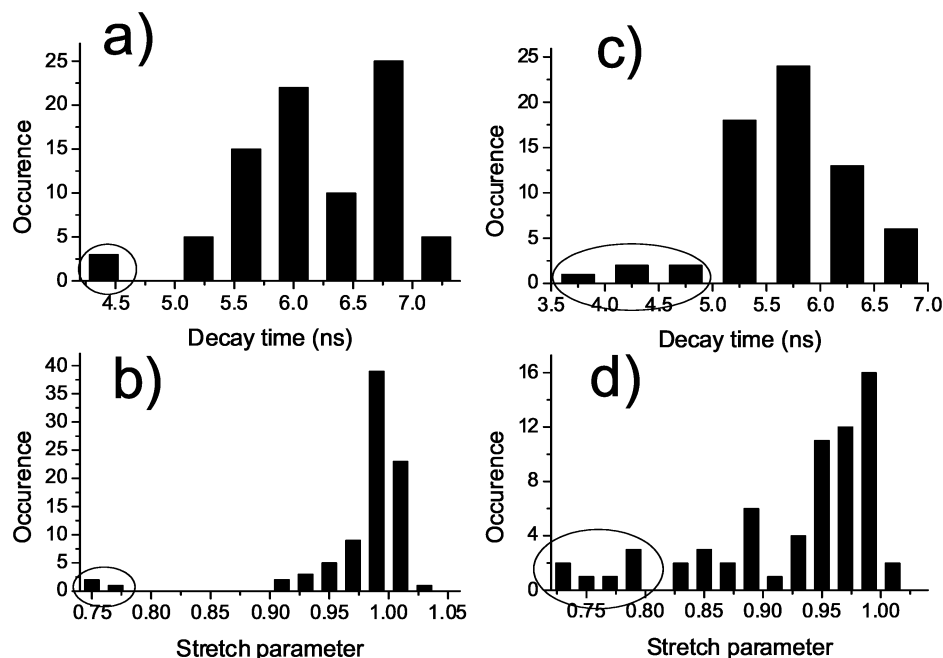 a)
Occurence
25
20
15
10
5
0
4.5 5.0 5.5 6.0 6.5 7.0
Decay time (ns)
c)
Occurence
25
20
15
10
5
0
3.5 4.0 4.5 5.0 5.5 6.0 6.5 7.0
Decay time (ns)
b)
Occurence
40
35
30
25
20
15
10
5
0
0.75 0.80 0.85 0.90 0.95 1.00 1.05
Stretch parameter
d)
Occurence
16
12
8
4
0
0.75 0.80 0.85 0.90 0.95 1.00
Stretch parameter